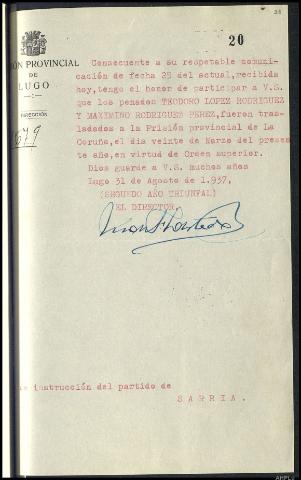 20
ON PROVINCIAL
DE
LUGO
DIRECCIÓN
679
Consecuente a su respetable comuni-
cación de fecha 25 del actual, recibida
hoy, tengo el honor de participar a V.S.
que los penados TEODORO LOPEZ RODRIGUEZ
Y MAXIMINO RODRIGUEZ PEREZ, fueron tras-
ladados a la Prisión provincial de La
Coruña, el dia veinte de Marzo del presen
te año, en virtud de Orden superior.
Dios guarde a V.S. muchos años
Lugo 31 de Agosto de 1.937,
(SEGUEDO AÑO TRIUNFAL)
EL DIRECTOR,
instrucción del partido de
S A R R I A .